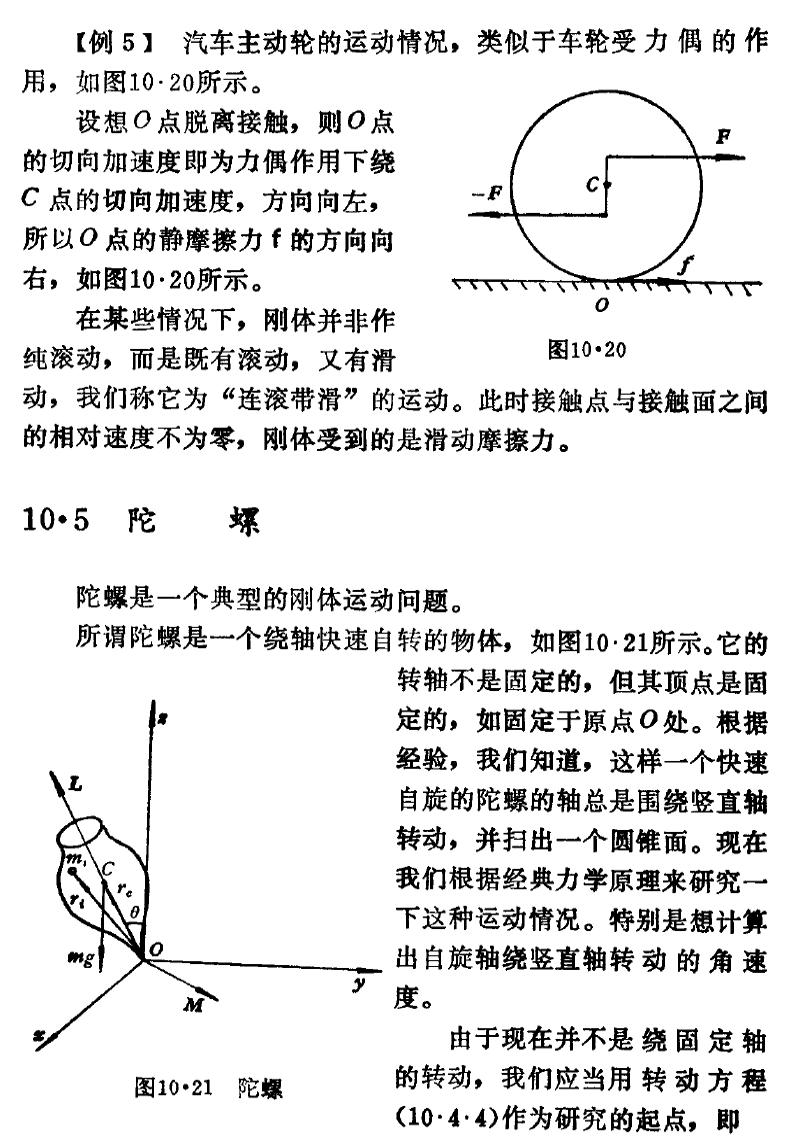 【例5】 汽车主动轮的运动情况，类似于车轮受力偶的作
用，如图10·20所示。
设想O点脱离接触，则O点
的切向加速度即为力偶作用下绕
C点的切向加速度，方向向左，
所以O点的静摩擦力f的方向向
右，如图10·20所示。
在某些情况下，刚体并非作
纯滚动，而是既有滚动，又有滑
F
C
-F
f
O
图10·20
动，我们称它为“连滚带滑”的运动。此时接触点与接触面之间
的相对速度不为零，刚体受到的是滑动摩擦力。
10·5 陀 螺
陀螺是一个典型的刚体运动问题。
所谓陀螺是一个绕轴快速自转的物体，如图10·21所示。它的
转轴不是固定的，但其顶点是固
定的，如固定于原点O处。根据
经验，我们知道，这样一个快速
自旋的陀螺的轴总是围绕竖直轴
转动，并扫出一个圆锥面。现在
我们根据经典力学原理来研究一
下这种运动情况。特别是想计算
出自旋轴绕竖直轴转动的角速
度。
z
L
mᵢ
C
r꜀
rᵢ
θ
mg
O
y
M
x
图10·21 陀螺
由于现在并不是绕固定轴
的转动，我们应当用转动方程
(10·4·4)作为研究的起点，即